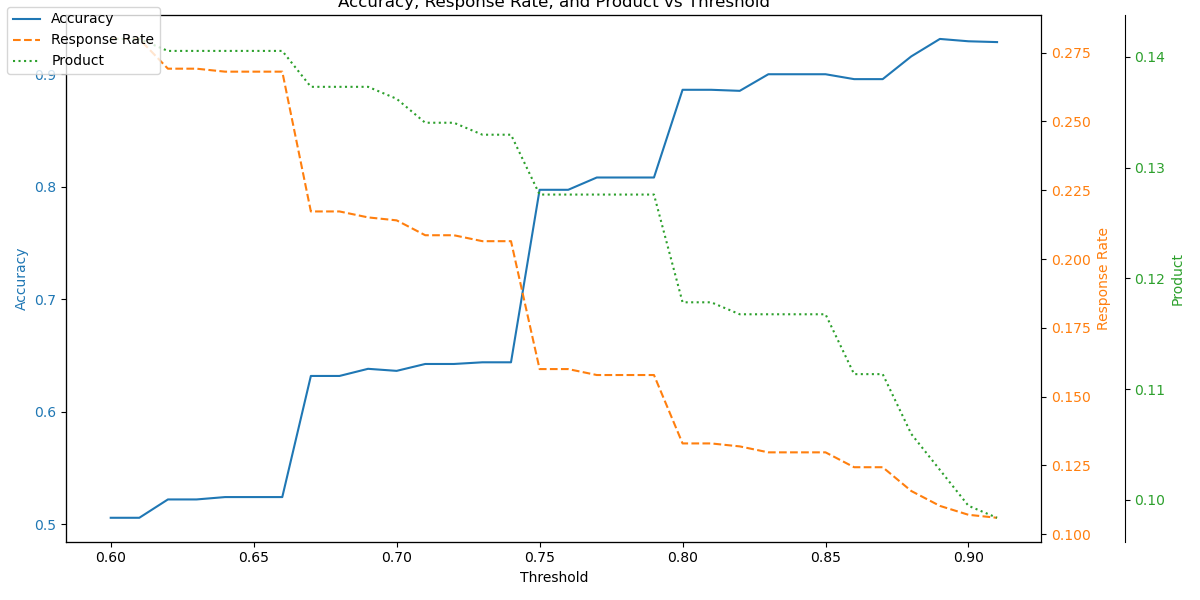 Accuracy, Response Rate, and Product vs Threshold
Accuracy
Response Rate
Product
0.9
0.8
0.7
0.6
0.5
Accuracy
0.60 0.65 0.70 0.75 0.80 0.85 0.90
Threshold
0.275
0.250
0.225
0.200
0.175
0.150
0.125
0.100
Response Rate
0.14
0.13
0.12
0.11
0.10
Product